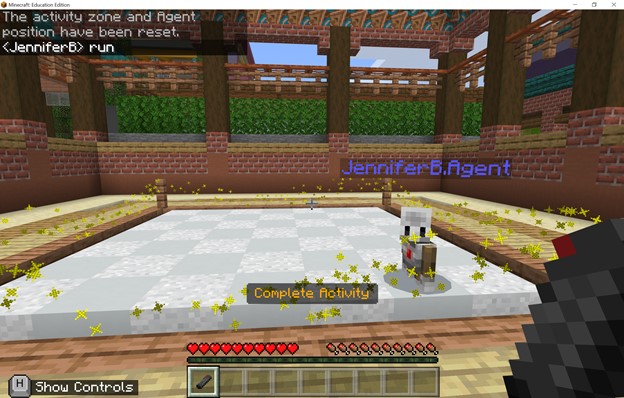 Minecraft: Education Edition
The activity zone and Agent
position have been reset.
<JenniferB> run
JenniferB.Agent
Complete Activity
H Show Controls